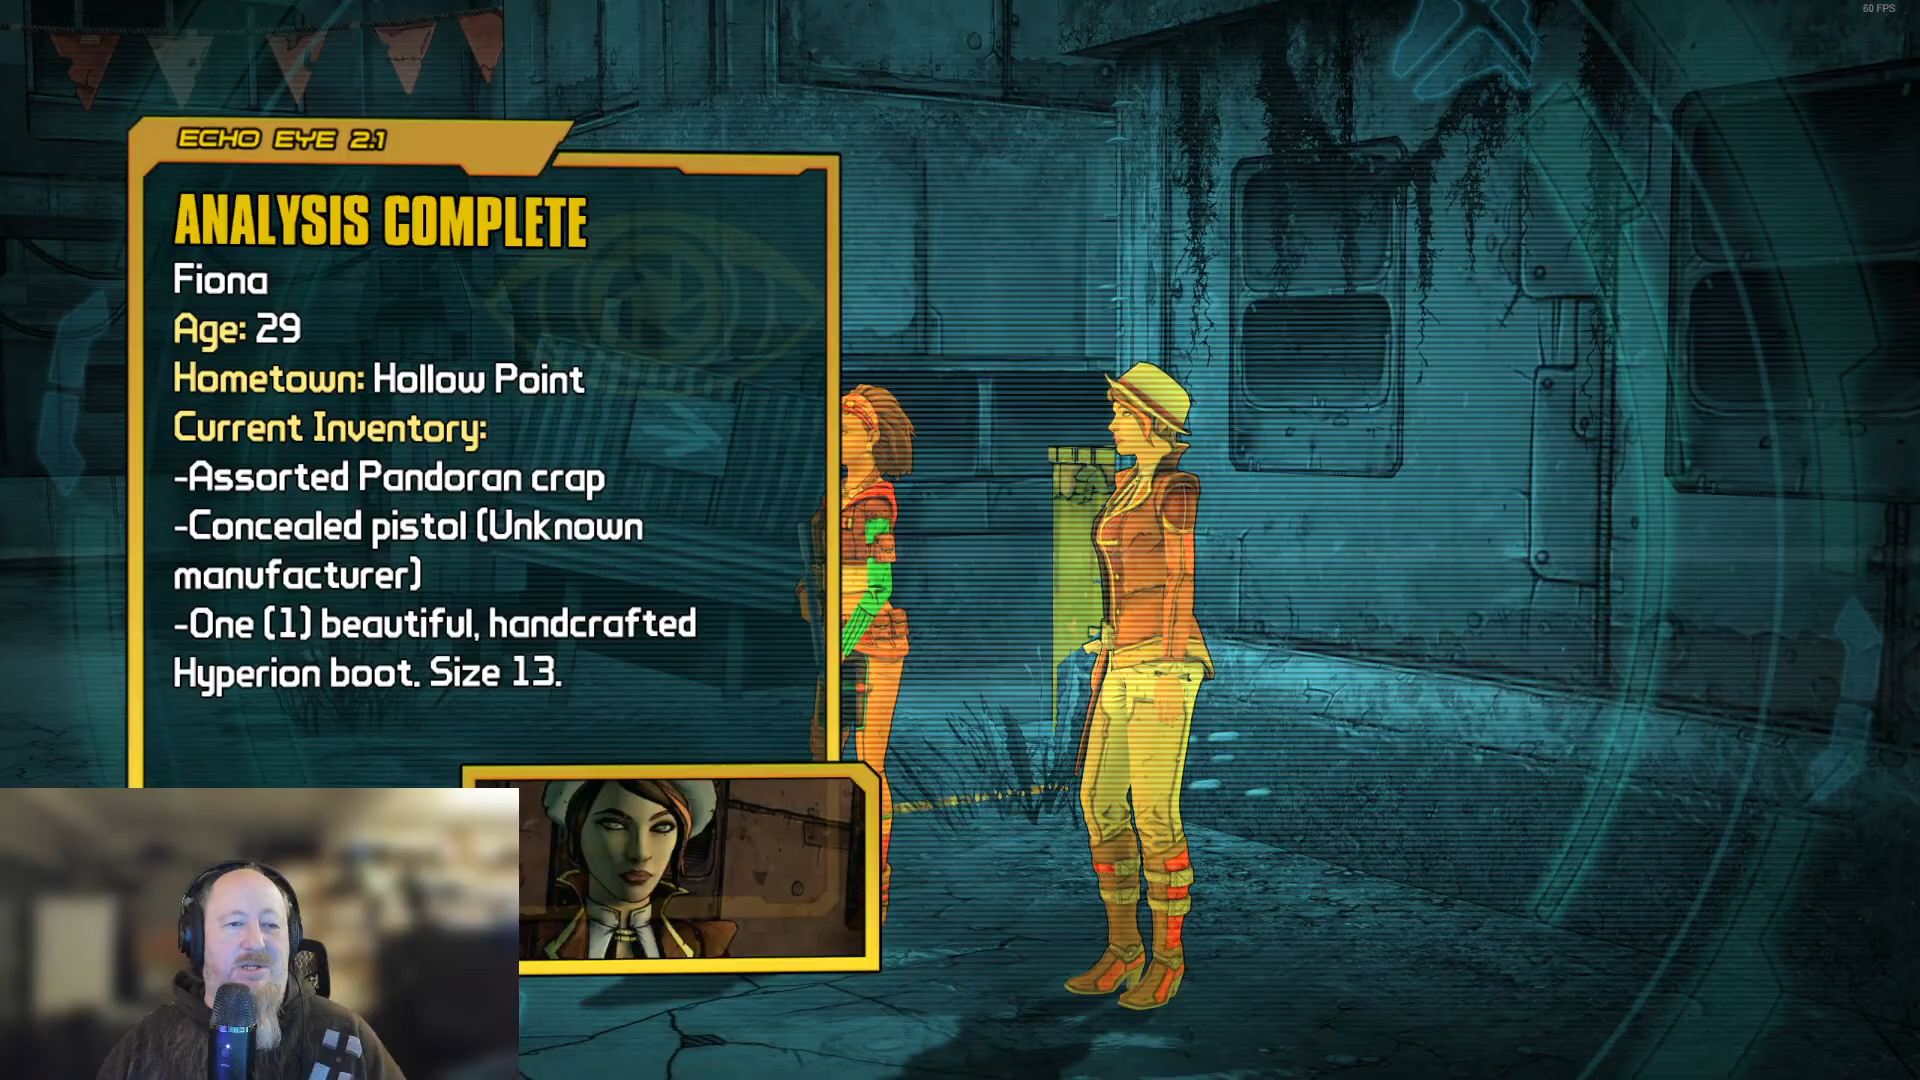 60 FPS
ECHO EYE 2.1
ANALYSIS COMPLETE
Fiona
Age: 29
Hometown: Hollow Point
Current Inventory:
-Assorted Pandoran crap
-Concealed pistol (Unknown
manufacturer)
-One (1) beautiful, handcrafted
Hyperion boot. Size 13.